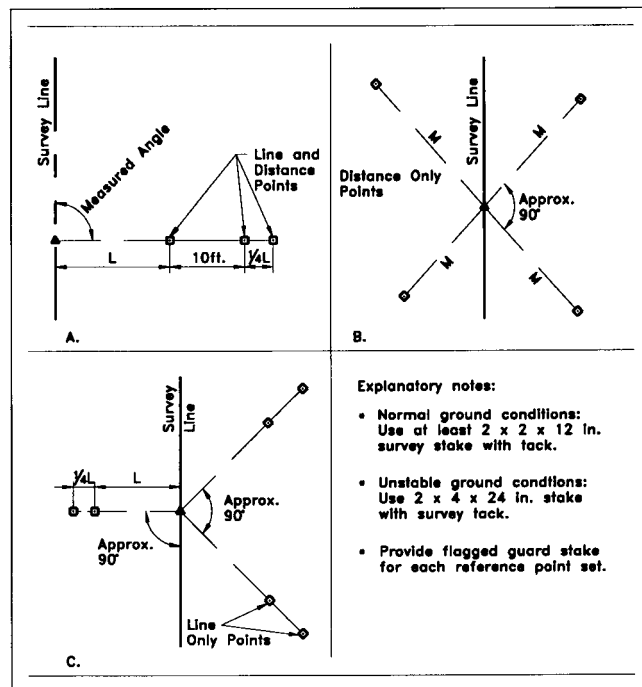 Survey Line
Measured Angle
Line and
Distance
Points
L
10ft.
¼L
A.
Survey Line
M
M
Distance Only
Points
Approx.
90°
M
M
B.
Survey
Line
¼L
L
Approx.
90°
Approx.
90°
Line
Only Points
C.
Explanatory notes:
• Normal ground conditions:
Use at least 2 x 2 x 12 in.
survey stake with tack.
• Unstable ground condtions:
Use 2 x 4 x 24 in. stake
with survey tack.
• Provide flagged guard stake
for each reference point set.